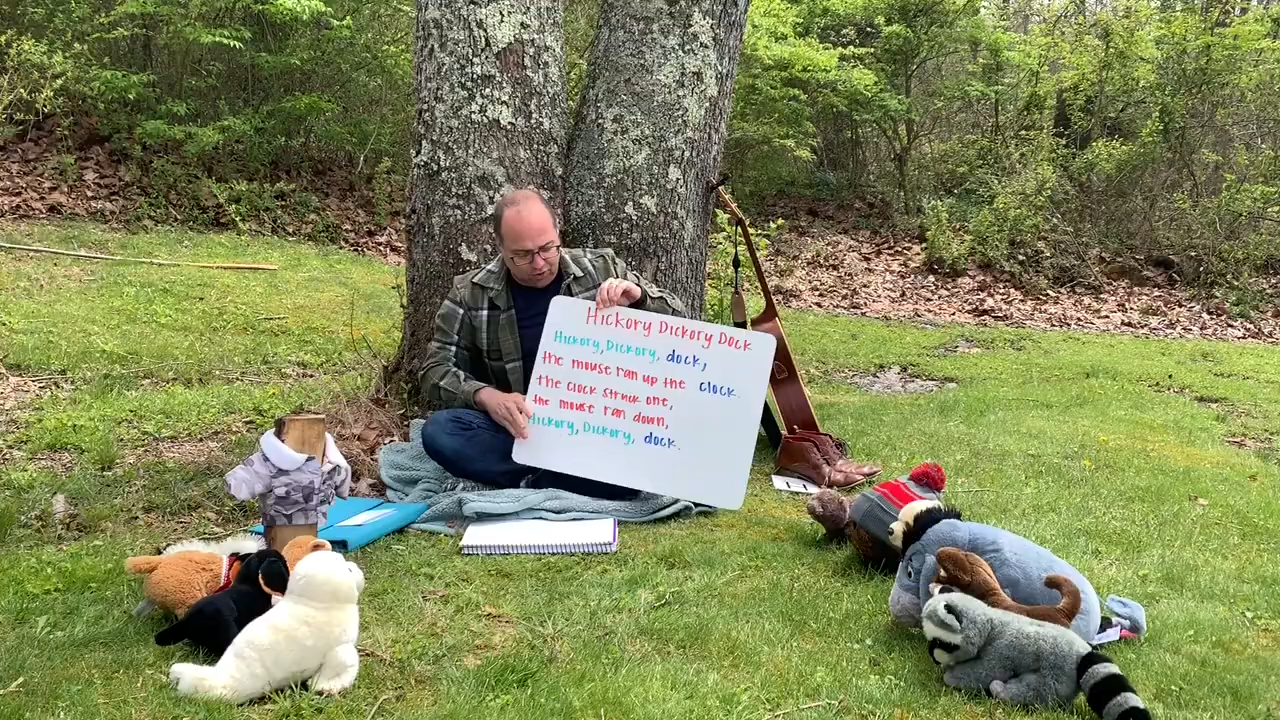 Hickory Dickory Dock
Hickory, Dickory, dock,
the mouse ran up the clock.
the clock struck one,
the mouse ran down,
Hickory, Dickory, dock.